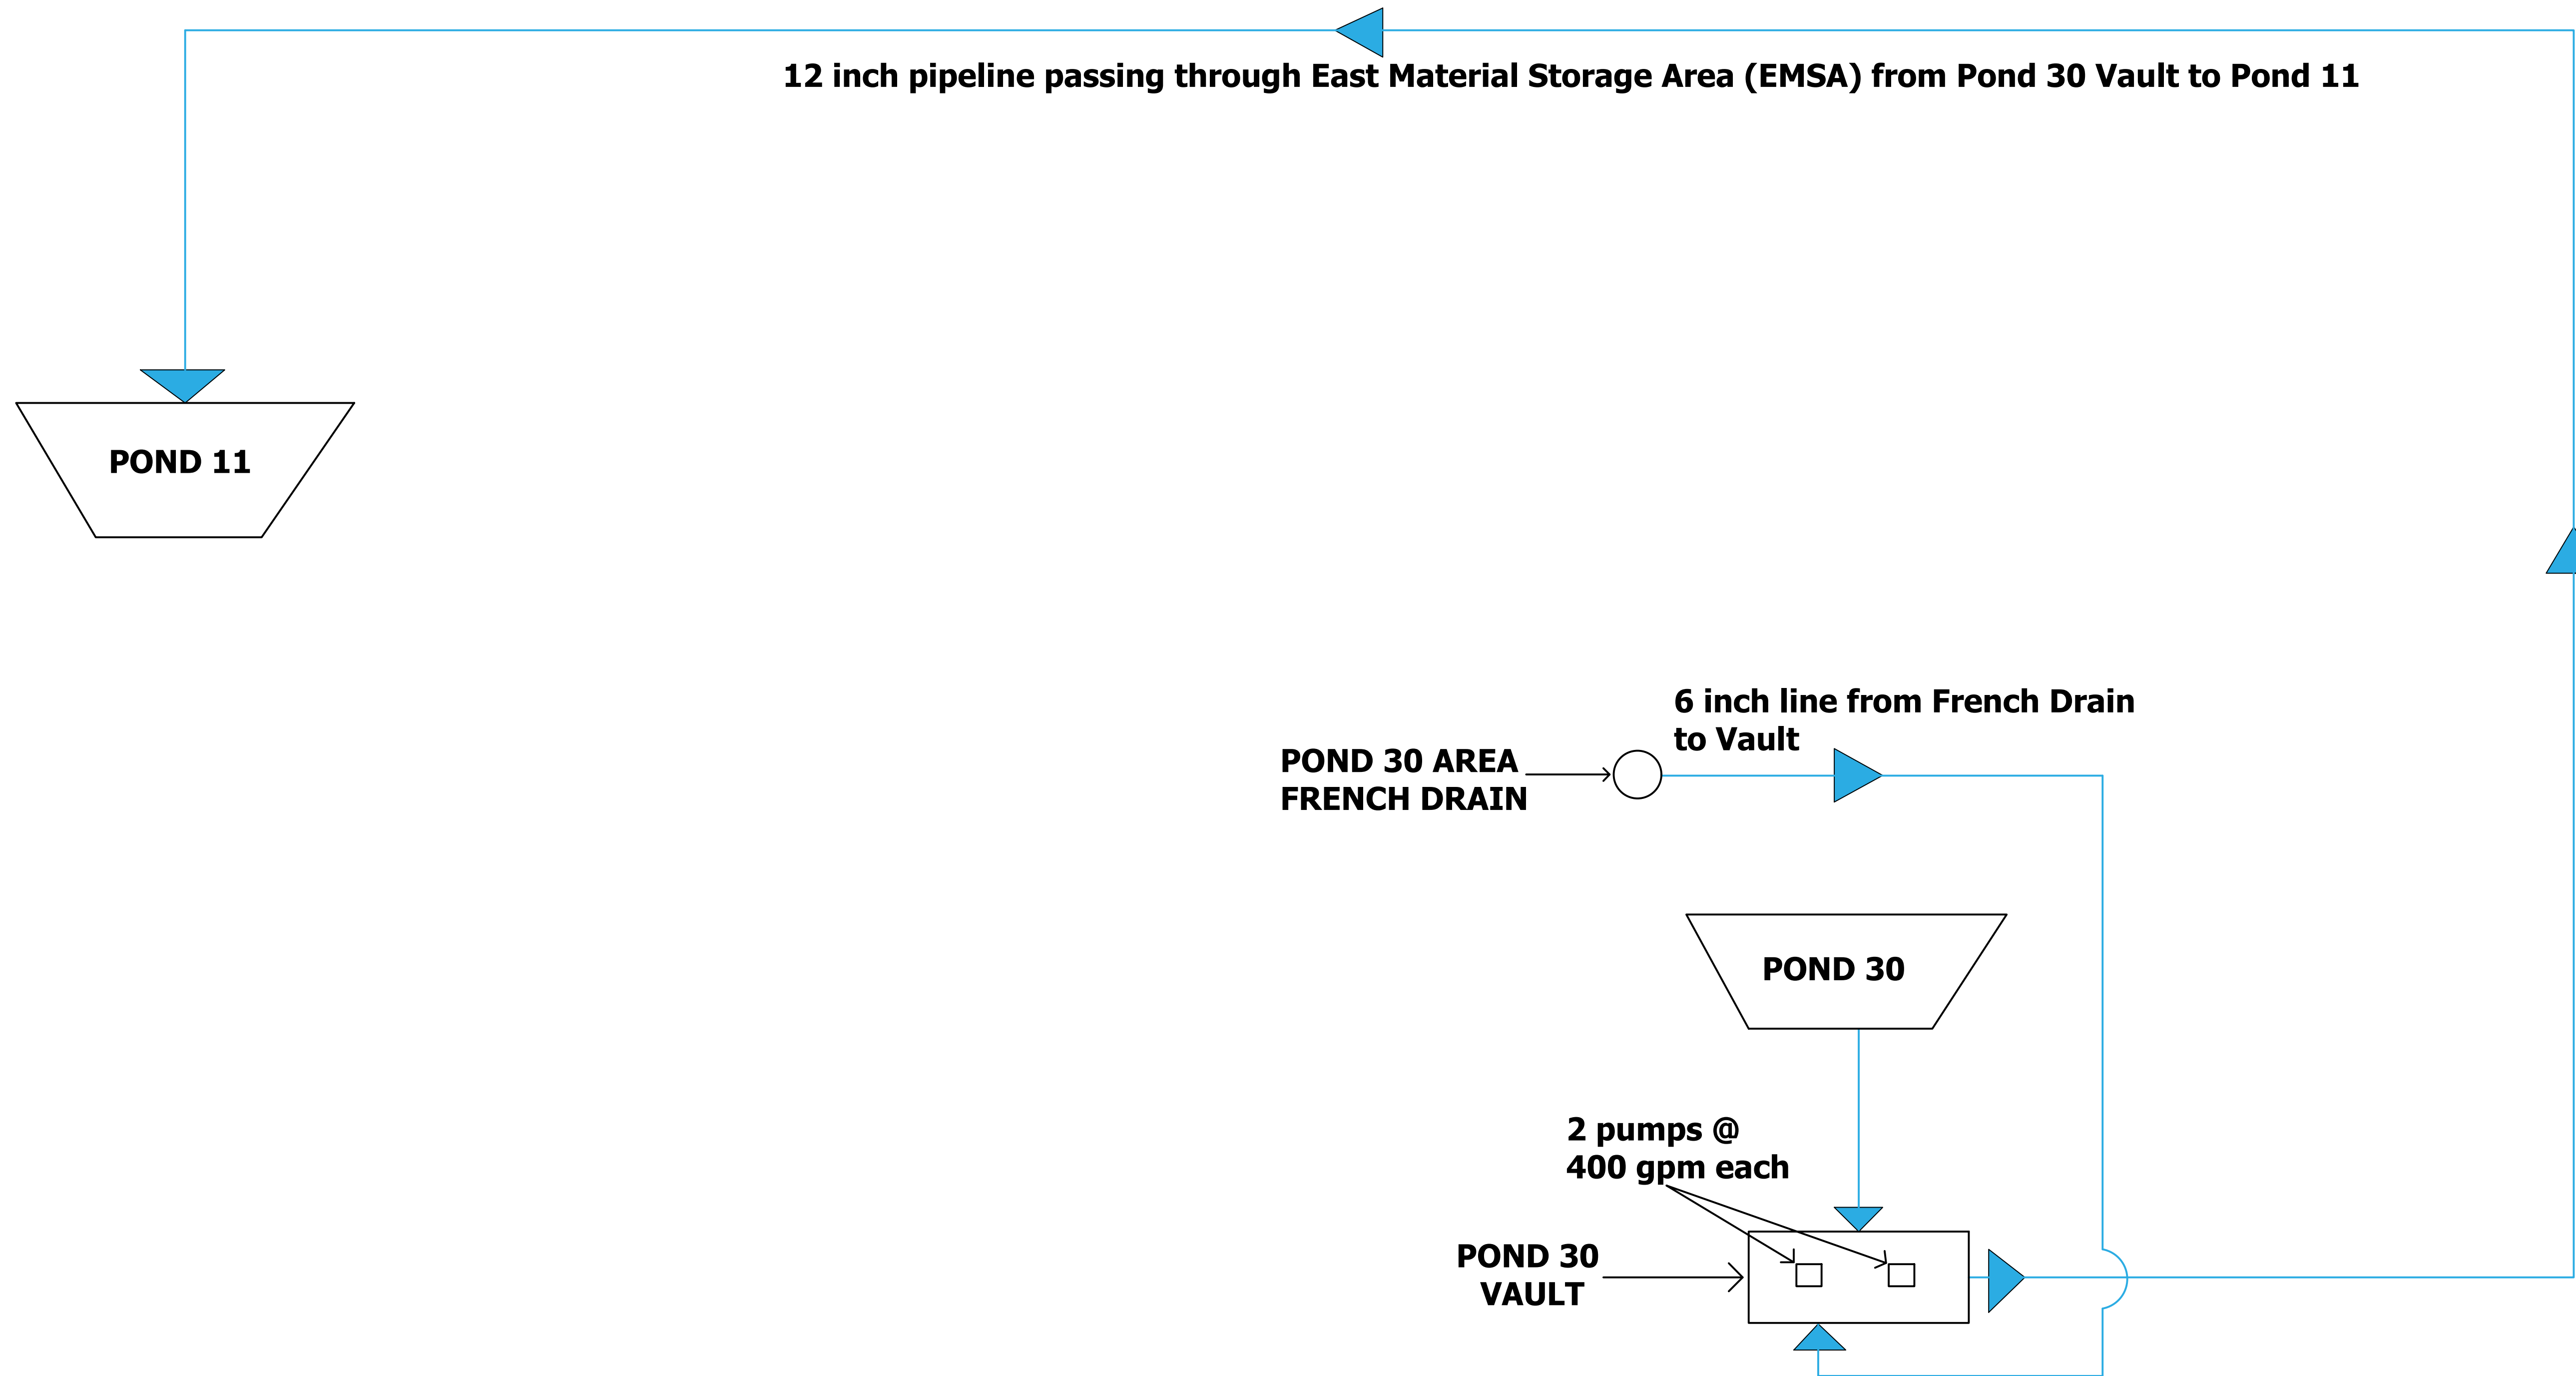 12 inch pipeline passing through East Material Storage Area (EMSA) from Pond 30 Vault to Pond 11
POND 11
6 inch line from French Drain
to Vault
POND 30 AREA
FRENCH DRAIN
POND 30
2 pumps @
400 gpm each
POND 30
VAULT